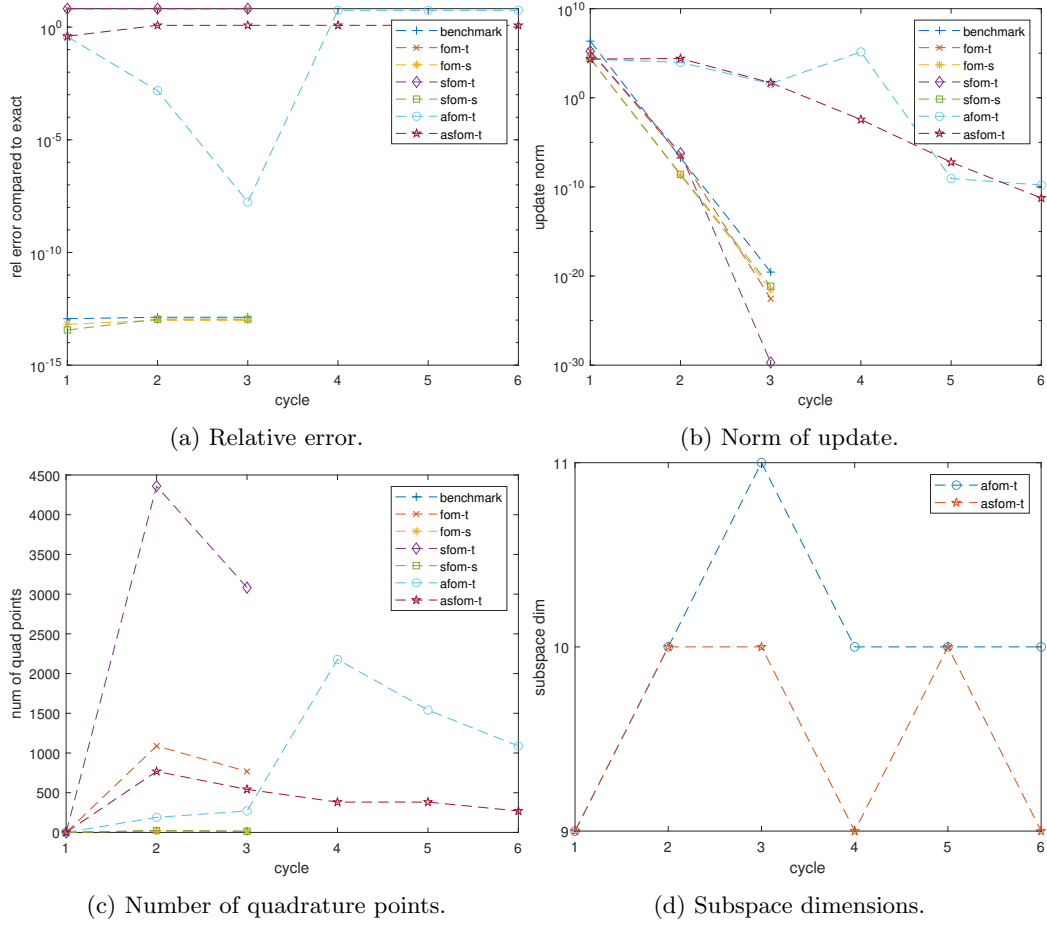 10^0
10^-5
10^-10
10^-15
rel error compared to exact
1 2 3 4 5 6
cycle
benchmark
fom-t
fom-s
sfom-t
sfom-s
afom-t
asfom-t
(a) Relative error.
10^10
10^0
10^-10
10^-20
10^-30
update norm
1 2 3 4 5 6
cycle
benchmark
fom-t
fom-s
sfom-t
sfom-s
afom-t
asfom-t
(b) Norm of update.
4500
4000
3500
3000
2500
2000
1500
1000
500
0
num of quad points
1 2 3 4 5 6
cycle
benchmark
fom-t
fom-s
sfom-t
sfom-s
afom-t
asfom-t
(c) Number of quadrature points.
11
10
9
subspace dim
1 2 3 4 5 6
cycle
afom-t
asfom-t
(d) Subspace dimensions.